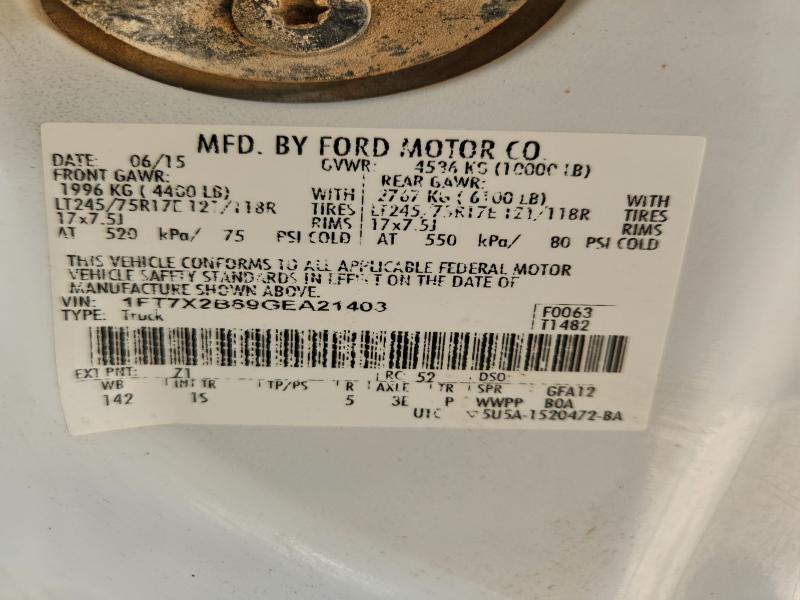 MFD. BY FORD MOTOR CO.
DATE: 06/15 GVWR: 4536 KG (10000 LB)
FRONT GAWR: REAR GAWR:
1996 KG ( 4400 LB) WITH 2767 KG ( 6100 LB) WITH
LT245/75R17E 121/118R TIRES LT245/75R17E 121/118R TIRES
17x7.5J RIMS 17x7.5J RIMS
AT 520 kPa/ 75 PSI COLD AT 550 kPa/ 80 PSI COLD
THIS VEHICLE CONFORMS TO ALL APPLICABLE FEDERAL MOTOR
VEHICLE SAFETY STANDARDS IN EFFECT ON THE DATE OF
MANUFACTURE SHOWN ABOVE.
VIN: 1FT7X2B89GEA21403 F0063
TYPE: Truck T1482
EXT PNT: Z1 RC: 52 DSO:
WB INT TR TP/PS R AXLE TR SPR GFA12
142 1S 5 3E P WWPP B0A
UTC 5U5A-1520472-BA